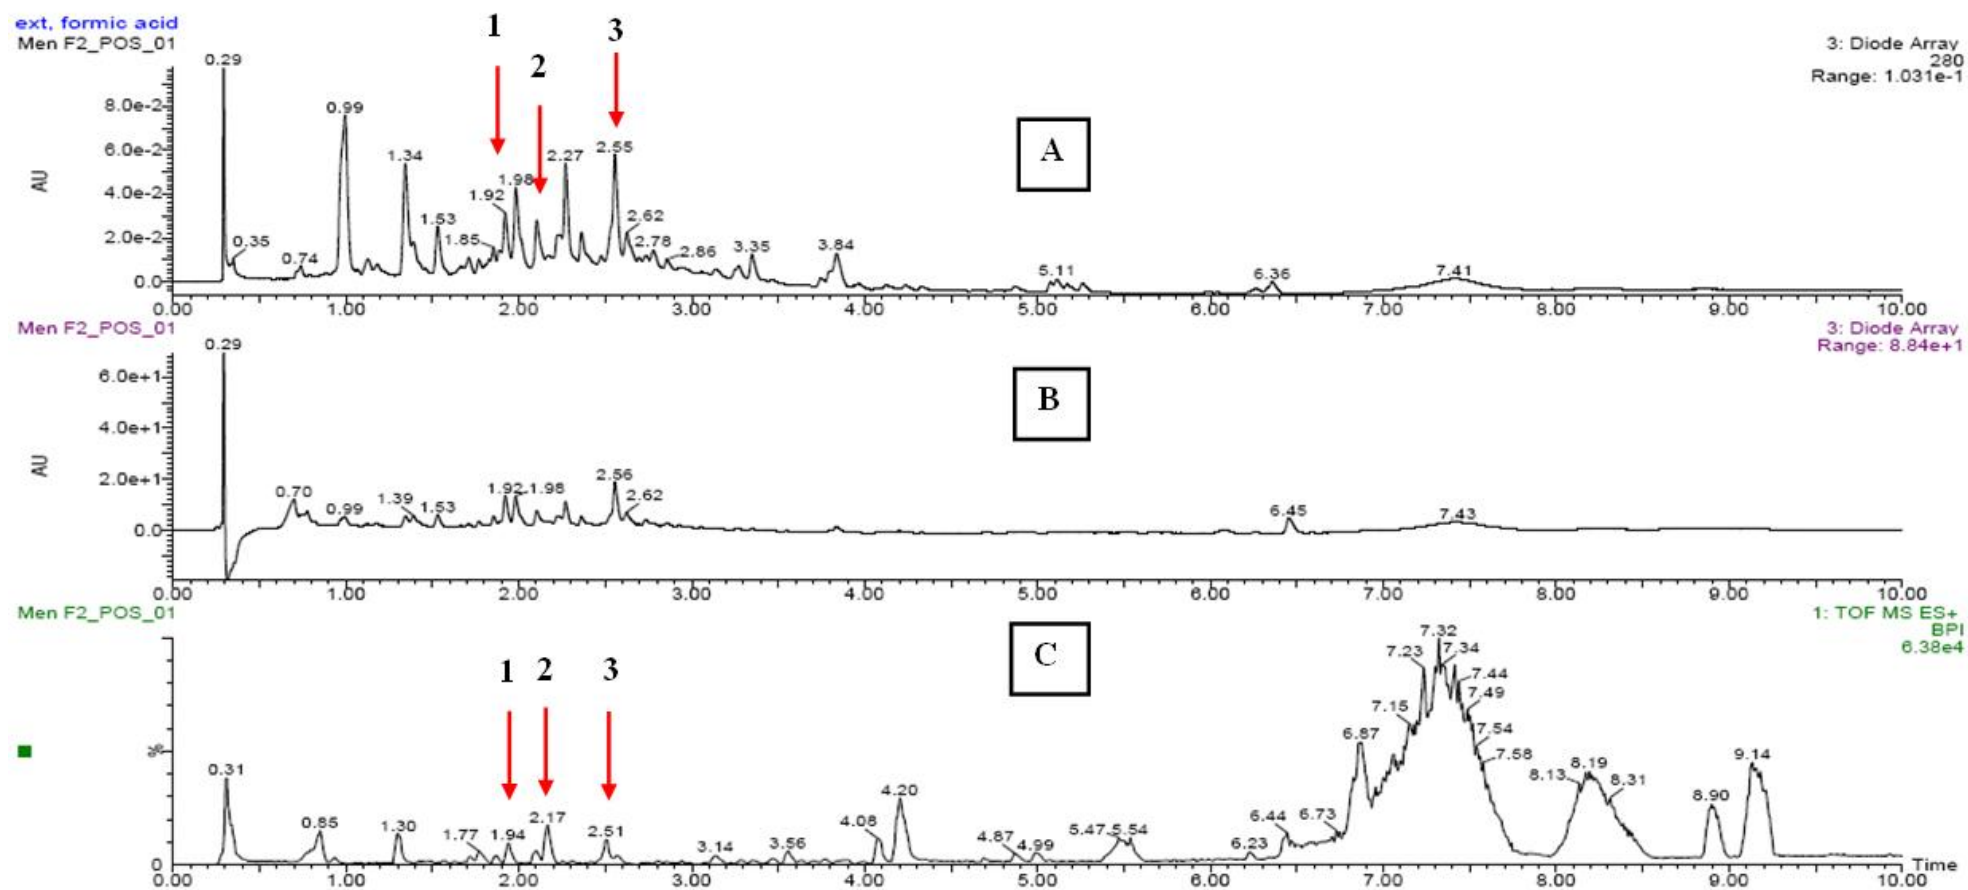 ext, formic acid
Men F2_POS_01
3: Diode Array
280
Range: 1.031e-1
1
2
3
A
AU
8.0e-2
6.0e-2
4.0e-2
2.0e-2
0.0
0.29
0.35
0.74
0.99
1.34
1.53
1.85
1.92
1.98
2.27
2.55
2.62
2.78
2.86
3.35
3.84
5.11
6.36
7.41
0.00 1.00 2.00 3.00 4.00 5.00 6.00 7.00 8.00 9.00 10.00
Men F2_POS_01
3: Diode Array
Range: 8.84e+1
B
AU
6.0e+1
4.0e+1
2.0e+1
0.0
0.29
0.70
0.99
1.39
1.53
1.92
1.98
2.56
2.62
6.45
7.43
0.00 1.00 2.00 3.00 4.00 5.00 6.00 7.00 8.00 9.00 10.00
Men F2_POS_01
1: TOF MS ES+
BPI
6.38e4
1
2
3
C
%
0
0.31
0.85
1.30
1.77
1.94
2.17
2.51
3.14
3.56
4.08
4.20
4.87
4.99
5.47
5.54
6.23
6.44
6.73
6.87
7.15
7.23
7.32
7.34
7.44
7.49
7.54
7.58
8.13
8.19
8.31
8.90
9.14
Time
0.00 1.00 2.00 3.00 4.00 5.00 6.00 7.00 8.00 9.00 10.00